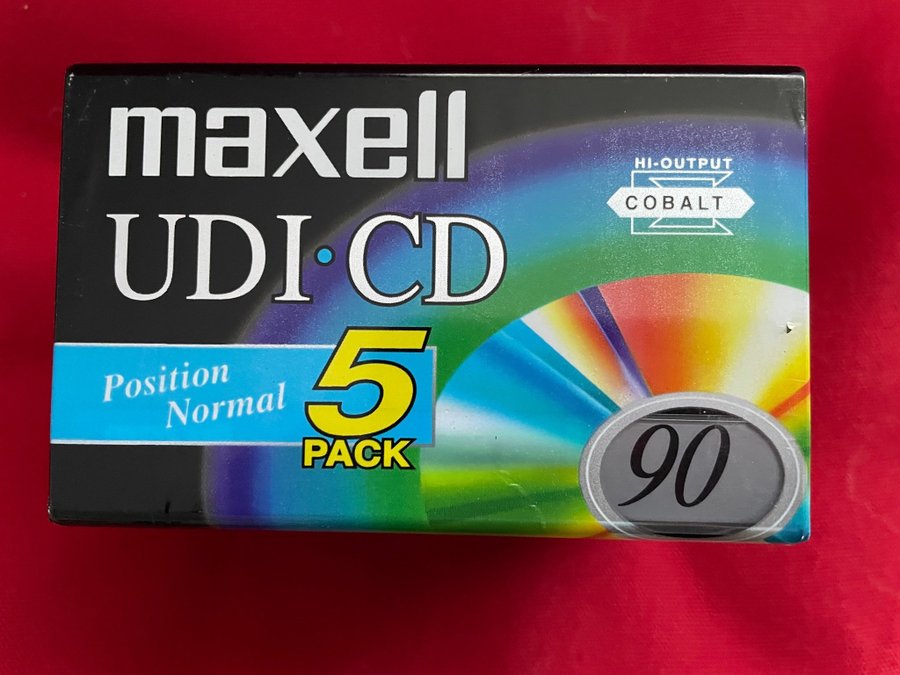 maxell
UDI·CD
HI-OUTPUT
COBALT
Position
Normal
5
PACK
90